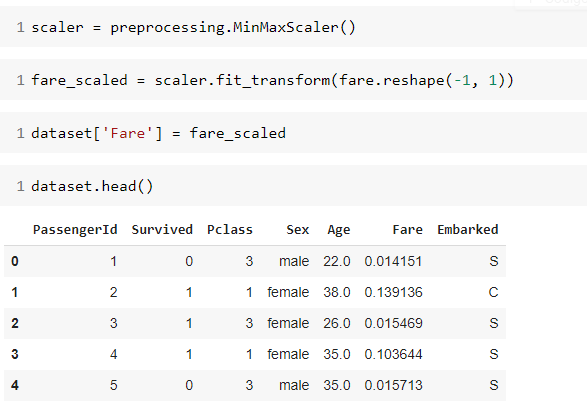 1 scaler = preprocessing.MinMaxScaler()
1 fare_scaled = scaler.fit_transform(fare.reshape(-1, 1))
1 dataset['Fare'] = fare_scaled
1 dataset.head()
PassengerId Survived Pclass Sex Age Fare Embarked
0 1 0 3 male 22.0 0.014151 S
1 2 1 1 female 38.0 0.139136 C
2 3 1 3 female 26.0 0.015469 S
3 4 1 1 female 35.0 0.103644 S
4 5 0 3 male 35.0 0.015713 S